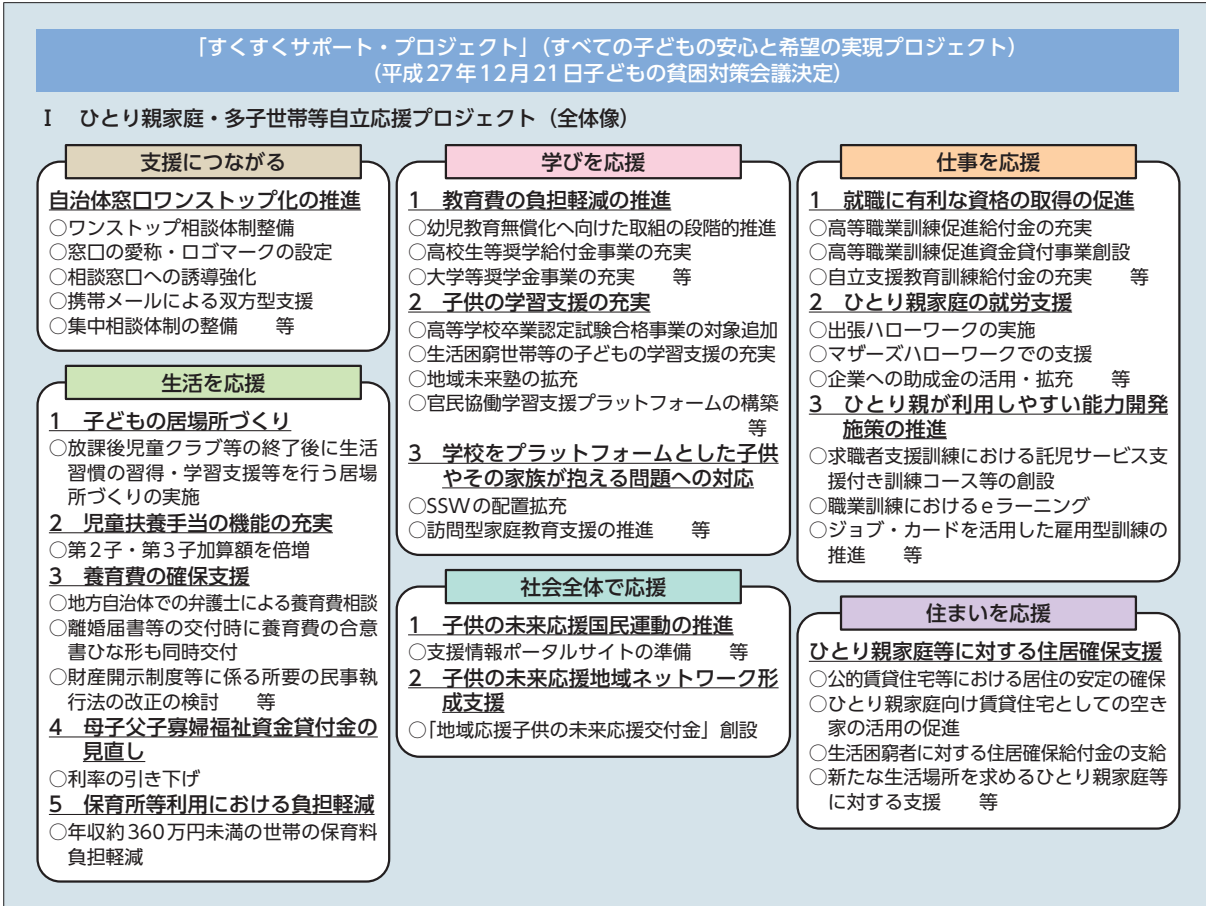 「すくすくサポート・プロジェクト」（すべての子どもの安心と希望の実現プロジェクト）
（平成27年12月21日子どもの貧困対策会議決定）
Ⅰ　ひとり親家庭・多子世帯等自立応援プロジェクト（全体像）
支援につながる
自治体窓口ワンストップ化の推進
○ワンストップ相談体制整備
○窓口の愛称・ロゴマークの設定
○相談窓口への誘導強化
○携帯メールによる双方型支援
○集中相談体制の整備　　等
生活を応援
1　子どもの居場所づくり
○放課後児童クラブ等の終了後に生活
習慣の習得・学習支援等を行う居場
所づくりの実施
2　児童扶養手当の機能の充実
○第2子・第3子加算額を倍増
3　養育費の確保支援
○地方自治体での弁護士による養育費相談
○離婚届書等の交付時に養育費の合意
書ひな形も同時交付
○財産開示制度等に係る所要の民事執
行法の改正の検討　　等
4　母子父子寡婦福祉資金貸付金の
見直し
○利率の引き下げ
5　保育所等利用における負担軽減
○年収約360万円未満の世帯の保育料
負担軽減
学びを応援
1　教育費の負担軽減の推進
○幼児教育無償化へ向けた取組の段階的推進
○高校生等奨学給付金事業の充実
○大学等奨学金事業の充実　　等
2　子供の学習支援の充実
○高等学校卒業認定試験合格事業の対象追加
○生活困窮世帯等の子どもの学習支援の充実
○地域未来塾の拡充
○官民協働学習支援プラットフォームの構築
等
3　学校をプラットフォームとした子供
やその家族が抱える問題への対応
○SSWの配置拡充
○訪問型家庭教育支援の推進　　等
社会全体で応援
1　子供の未来応援国民運動の推進
○支援情報ポータルサイトの準備　　等
2　子供の未来応援地域ネットワーク形
成支援
○「地域応援子供の未来応援交付金」創設
仕事を応援
1　就職に有利な資格の取得の促進
○高等職業訓練促進給付金の充実
○高等職業訓練促進資金貸付事業創設
○自立支援教育訓練給付金の充実　　等
2　ひとり親家庭の就労支援
○出張ハローワークの実施
○マザーズハローワークでの支援
○企業への助成金の活用・拡充　　等
3　ひとり親が利用しやすい能力開発
施策の推進
○求職者支援訓練における託児サービス支
援付き訓練コース等の創設
○職業訓練におけるeラーニング
○ジョブ・カードを活用した雇用型訓練の
推進　　等
住まいを応援
ひとり親家庭等に対する住居確保支援
○公的賃貸住宅等における居住の安定の確保
○ひとり親家庭向け賃貸住宅としての空き
家の活用の促進
○生活困窮者に対する住居確保給付金の支給
○新たな生活場所を求めるひとり親家庭等
に対する支援　　等